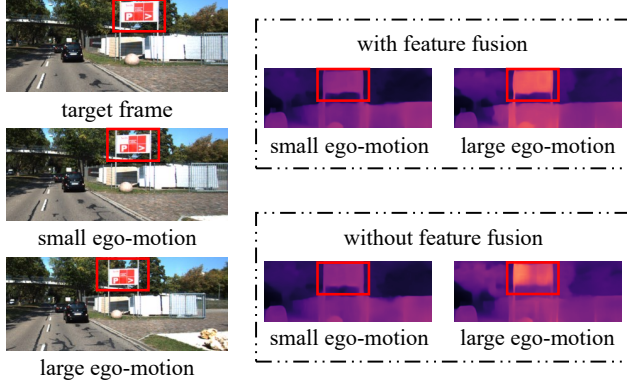 target frame
small ego-motion
large ego-motion
with feature fusion
small ego-motion
large ego-motion
without feature fusion
small ego-motion
large ego-motion
P
P
P